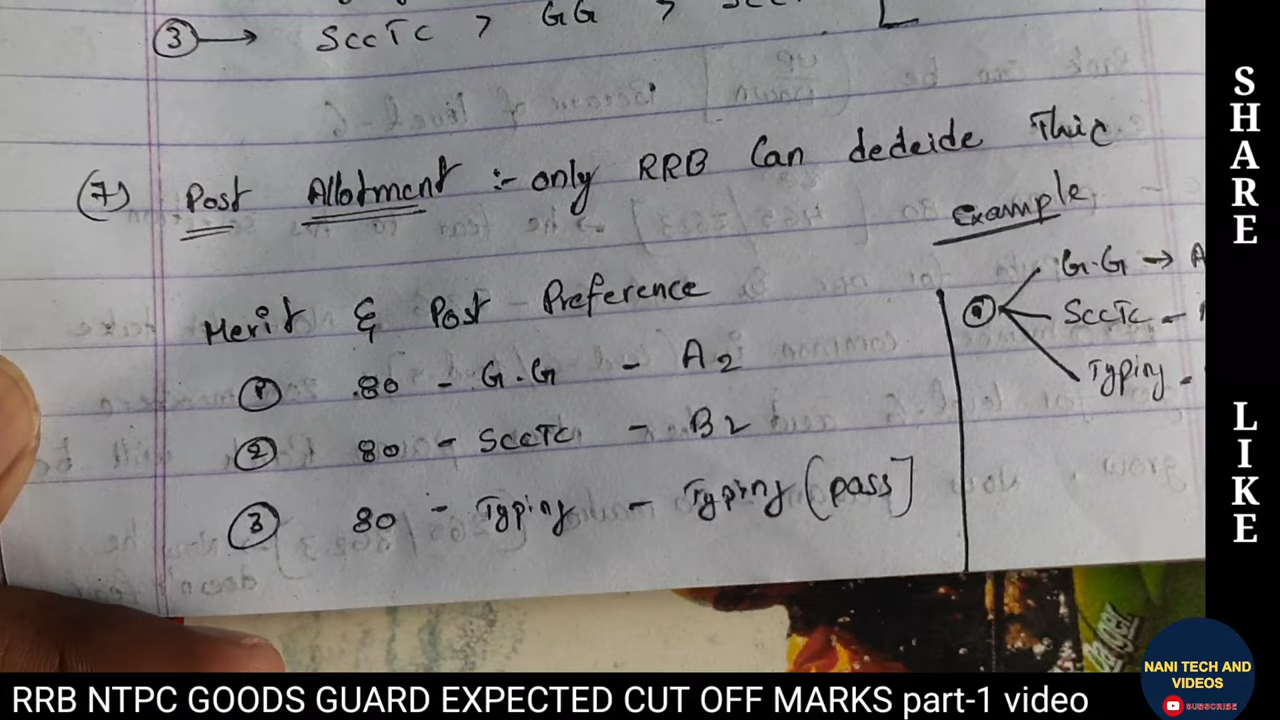 ③ → SccTC > GG >
(7) Post Allotment :- only RRB Can dedeide This
Example
Merit & Post Preference
① 80 - G.G - A2
② 80 - SccTC - B2
③ 80 - Typing - Typing (pass]
G.G → A
SccTC -
Typing -
SHARE
LIKE
NANI TECH AND
VIDEOS
SUBSCRIBE
RRB NTPC GOODS GUARD EXPECTED CUT OFF MARKS part-1 video